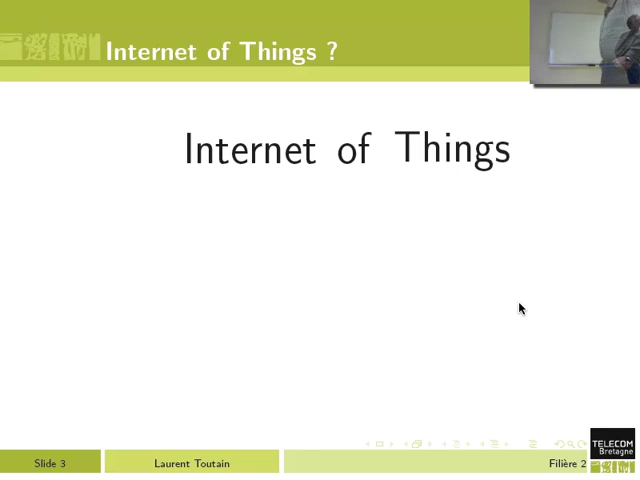 Internet of Things ?
Internet of Things
TELECOM
Bretagne
Slide 3
Laurent Toutain
Filière 2